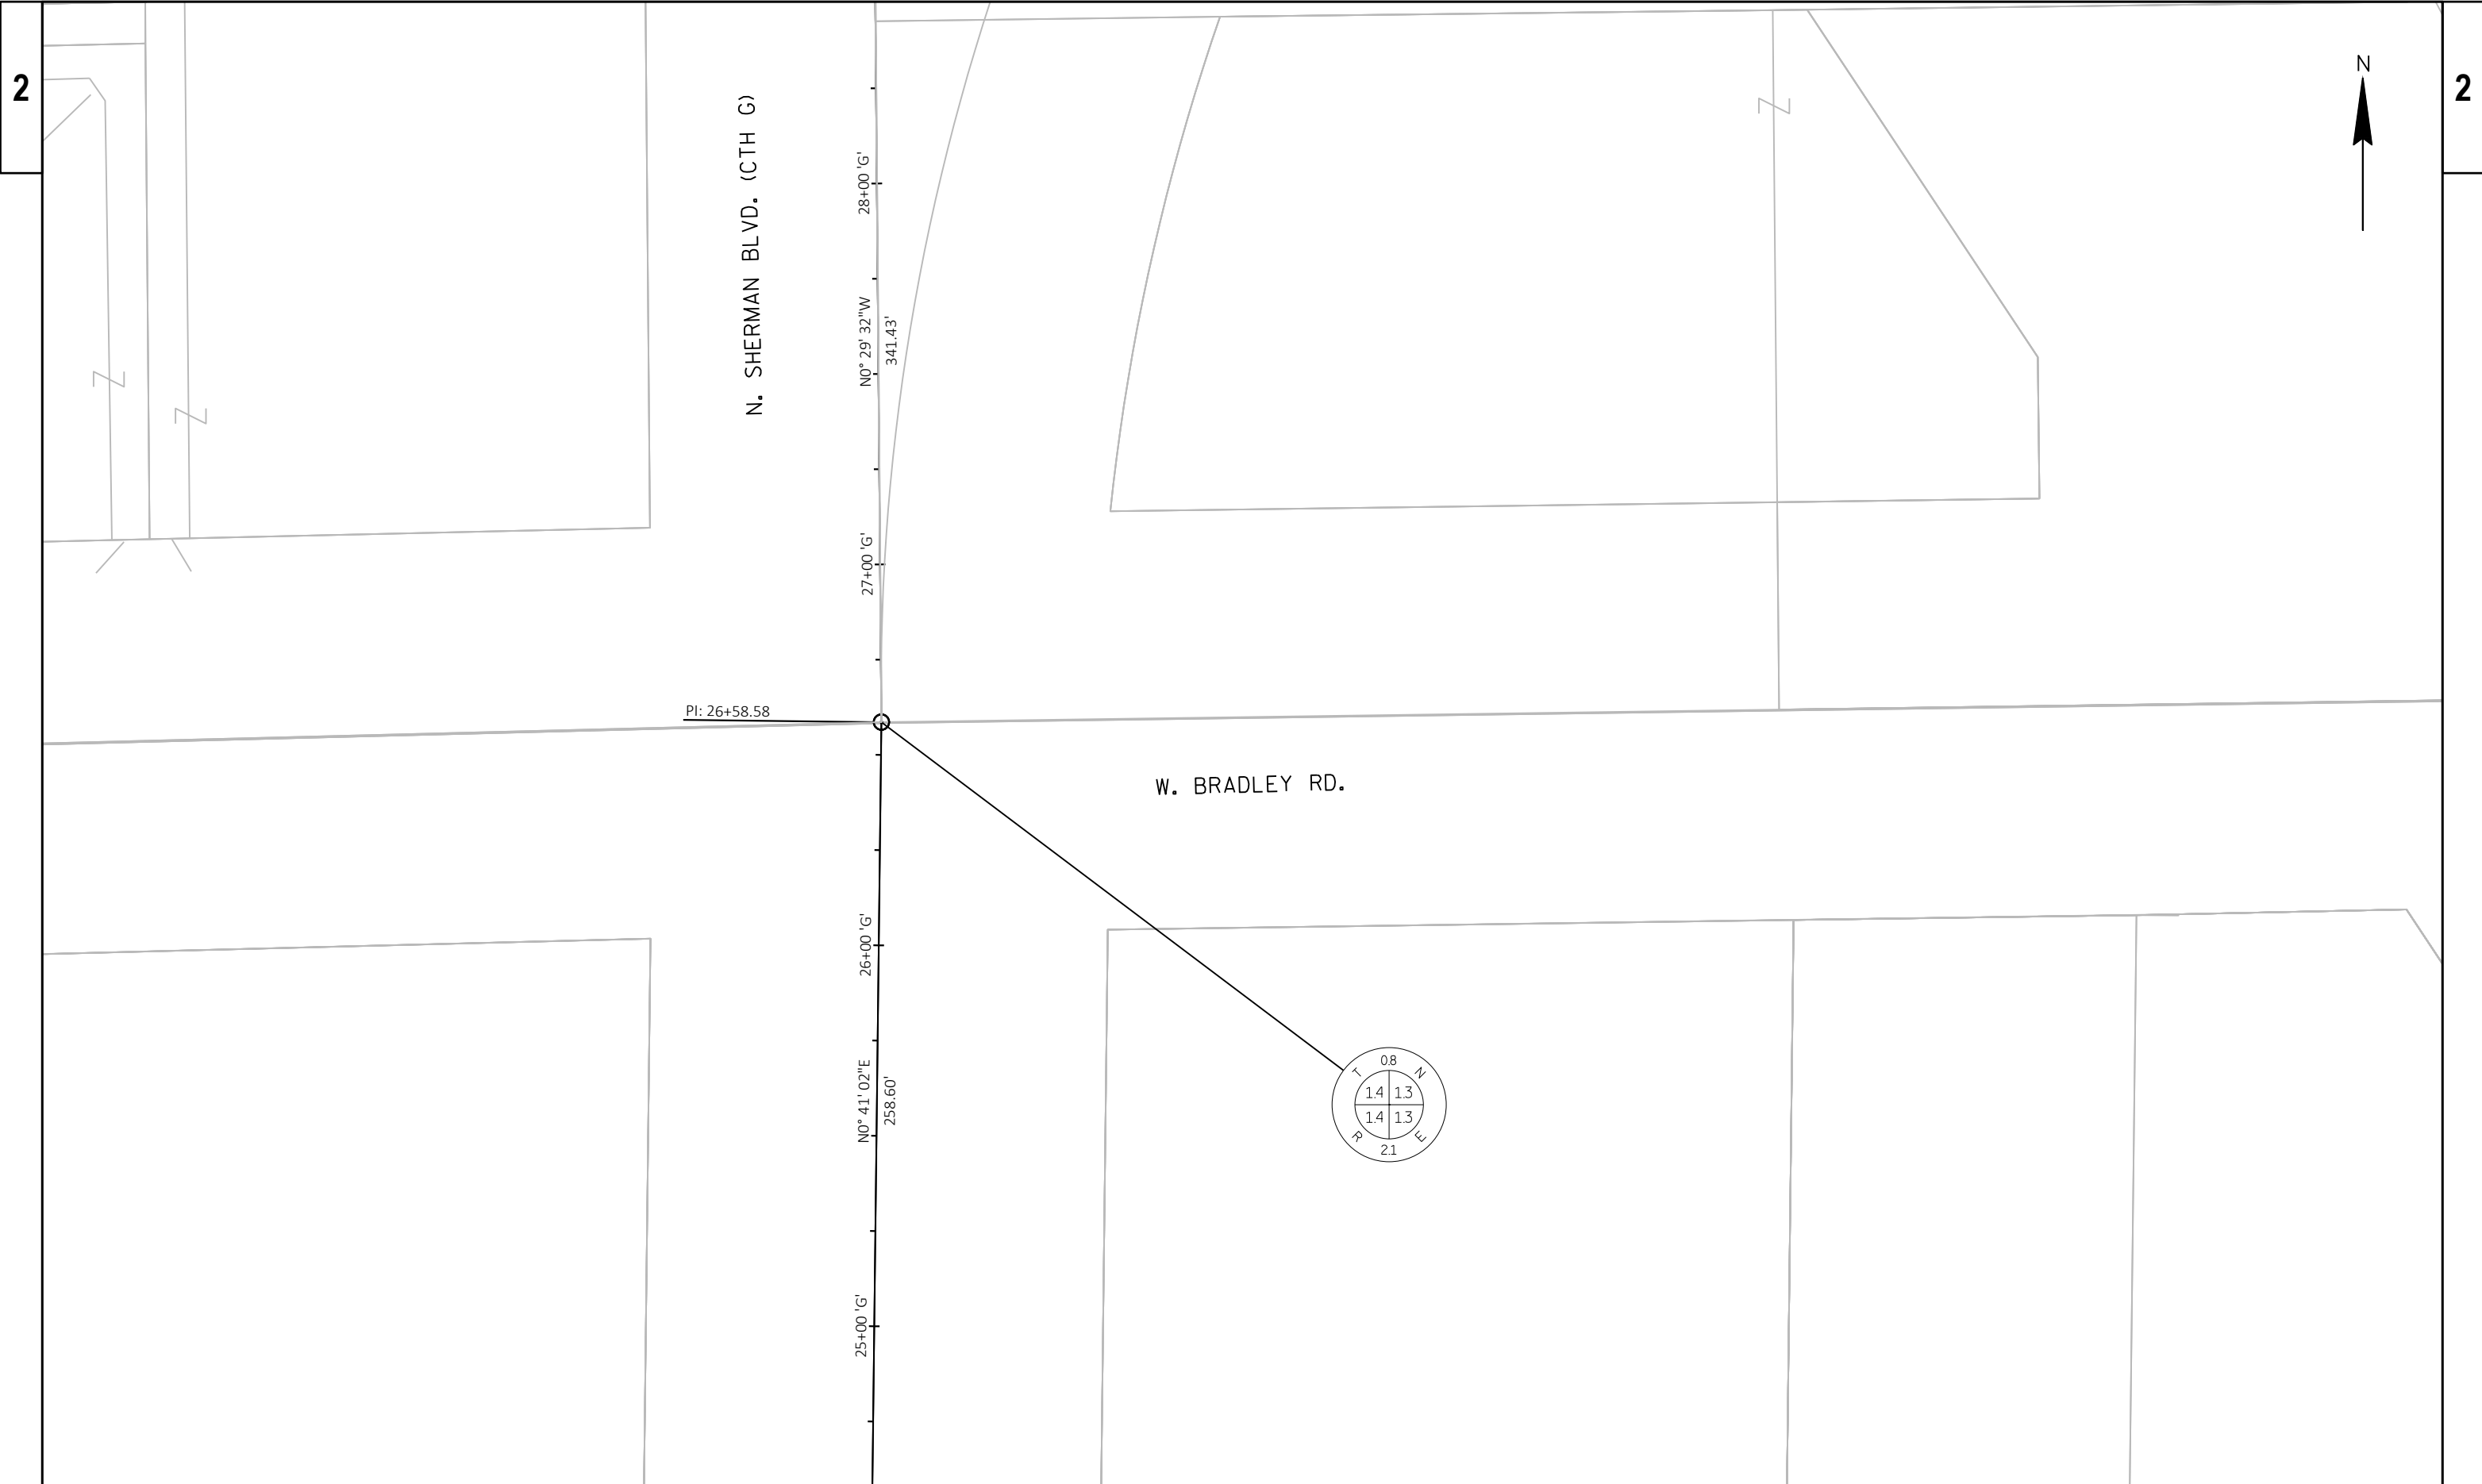 2
2
N
N. SHERMAN BLVD. (CTH G)
28+00 'G'
N0° 29' 32"W
341.43'
27+00 'G'
PI: 26+58.58
W. BRADLEY RD.
26+00 'G'
N0° 41' 02"E
258.60'
0.8
T N
1.4 1.3
1.4 1.3
R E
2.1
25+00 'G'